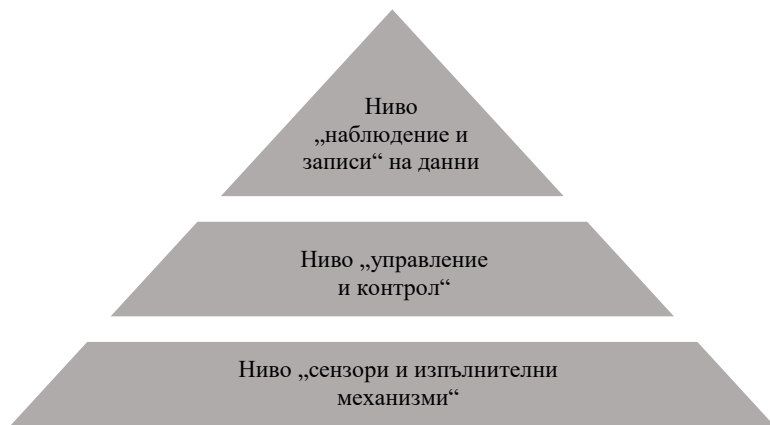 Ниво
„наблюдение и
записи“ на данни
Ниво „управление
и контрол“
Ниво „сензори и изпълнителни
механизми“